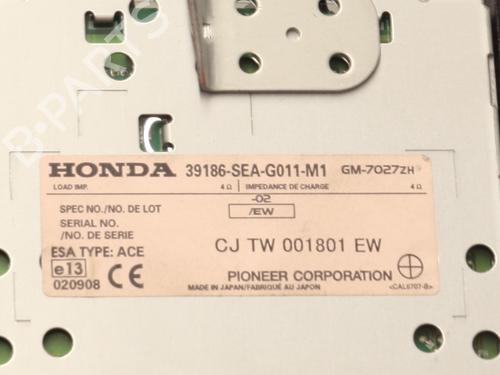 B-PARTS
HONDA 39186-SEA-G011-M1 GM-7027ZH
LOAD IMP. 4 Ω IMPEDANCE DE CHARGE 4 Ω
SPEC NO./NO. DE LOT -02
/EW
SERIAL NO.
/NO. DE SERIE CJ TW 001801 EW
ESA TYPE: ACE
e13 CE PIONEER CORPORATION
020908 MADE IN JAPAN/FABRIQUÉ AU JAPON <CAL6707-B>